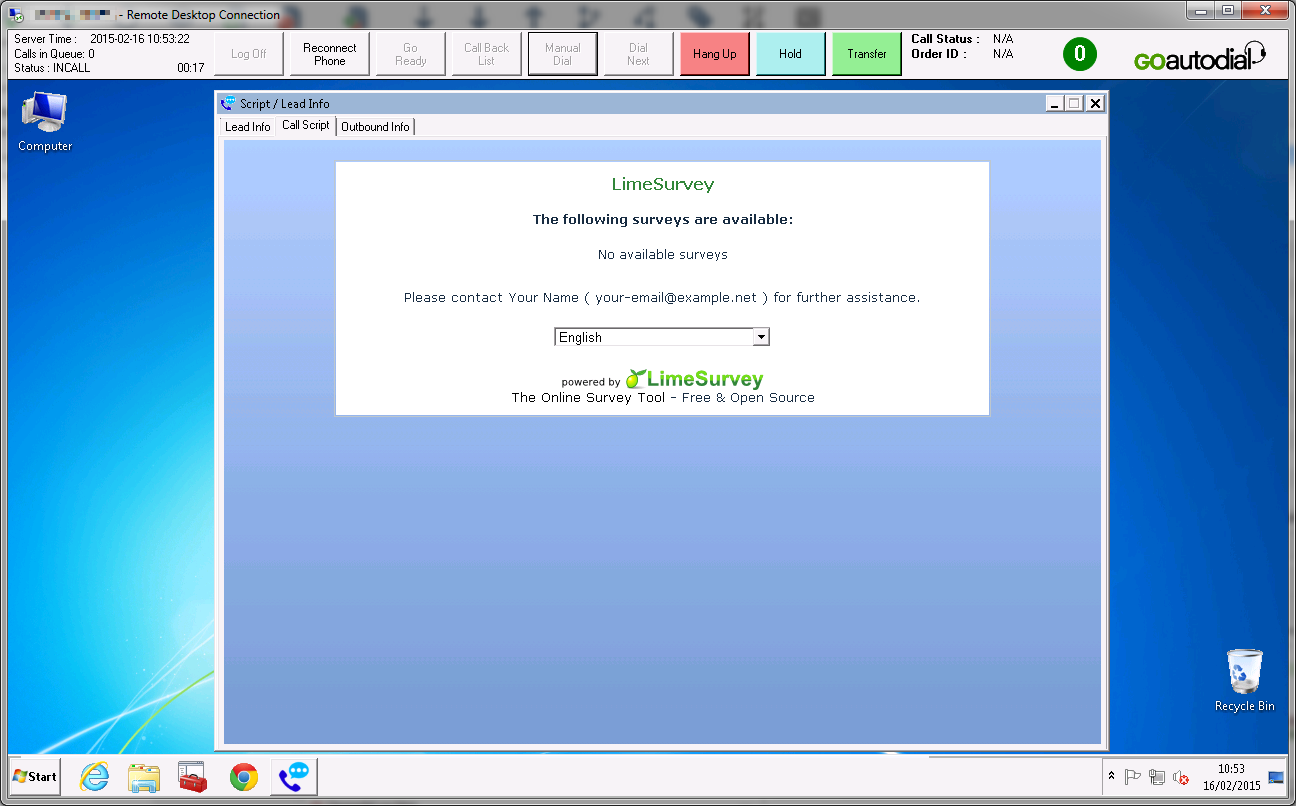 - Remote Desktop Connection
Server Time : 2015-02-16 10:53:22
Calls in Queue: 0
Status : INCALL 00:17
Log Off
Reconnect
Phone
Go
Ready
Call Back
List
Manual
Dial
Dial
Next
Hang Up
Hold
Transfer
Call Status : N/A
Order ID : N/A
0
GOautodial
Computer
Script / Lead Info
Lead Info Call Script Outbound Info
LimeSurvey
The following surveys are available:
No available surveys
Please contact Your Name ( your-email@example.net ) for further assistance.
English
powered by LimeSurvey
The Online Survey Tool - Free & Open Source
Recycle Bin
Start
10:53
16/02/2015